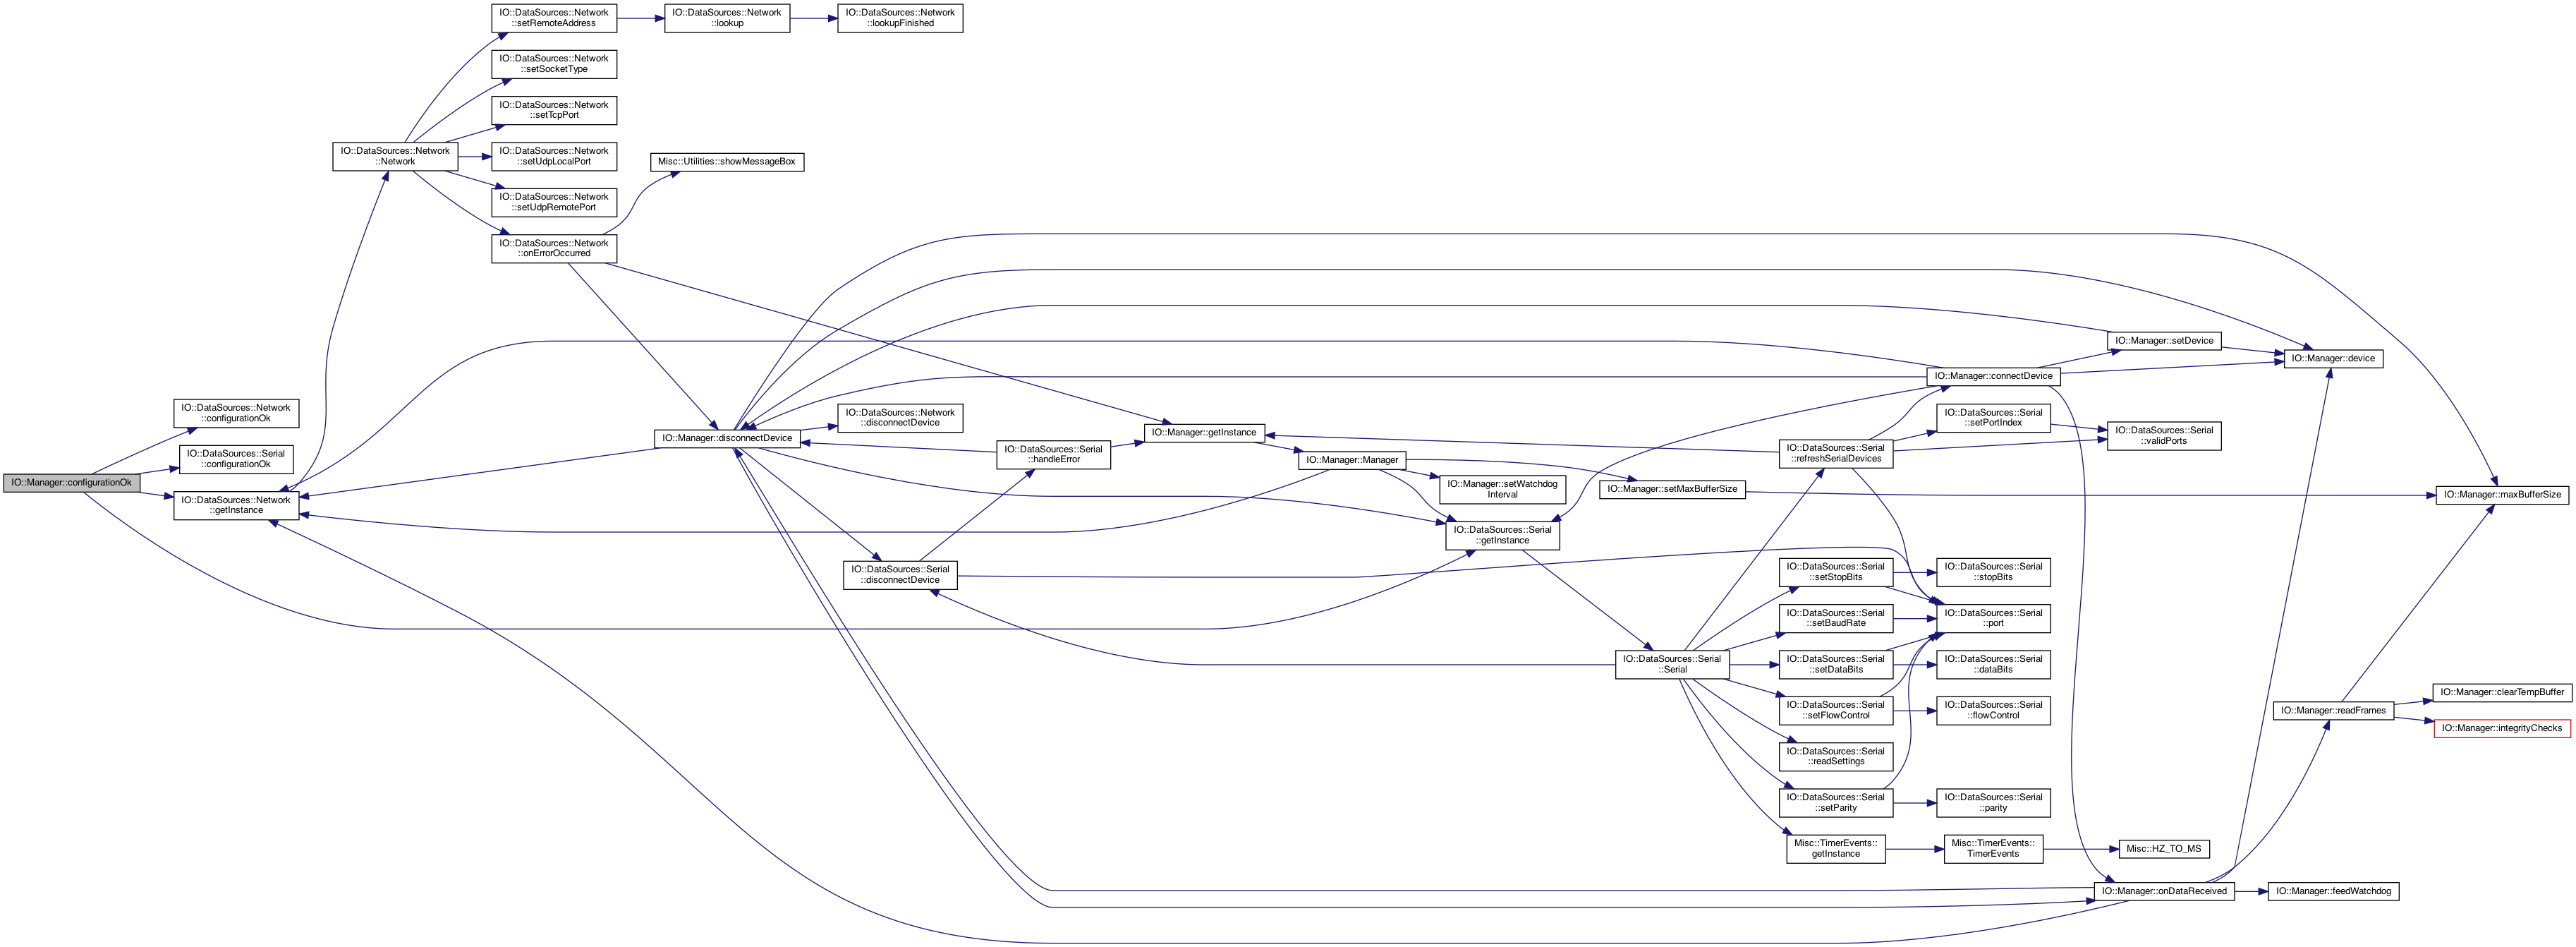 IO::Manager::configurationOk
IO::DataSources::Network
::configurationOk
IO::DataSources::Serial
::configurationOk
IO::DataSources::Network
::getInstance
IO::DataSources::Network
::Network
IO::DataSources::Network
::setRemoteAddress
IO::DataSources::Network
::setSocketType
IO::DataSources::Network
::setTcpPort
IO::DataSources::Network
::setUdpLocalPort
IO::DataSources::Network
::setUdpRemotePort
IO::DataSources::Network
::onErrorOccurred
IO::DataSources::Network
::lookup
IO::DataSources::Network
::lookupFinished
Misc::Utilities::showMessageBox
IO::Manager::disconnectDevice
IO::DataSources::Network
::disconnectDevice
IO::DataSources::Serial
::disconnectDevice
IO::DataSources::Serial
::handleError
IO::Manager::getInstance
IO::Manager::Manager
IO::Manager::setWatchdog
Interval
IO::DataSources::Serial
::getInstance
IO::Manager::setMaxBufferSize
IO::DataSources::Serial
::Serial
IO::DataSources::Serial
::refreshSerialDevices
IO::DataSources::Serial
::setStopBits
IO::DataSources::Serial
::setBaudRate
IO::DataSources::Serial
::setDataBits
IO::DataSources::Serial
::setFlowControl
IO::DataSources::Serial
::readSettings
IO::DataSources::Serial
::setParity
Misc::TimerEvents::
getInstance
IO::Manager::connectDevice
IO::DataSources::Serial
::setPortIndex
IO::DataSources::Serial
::stopBits
IO::DataSources::Serial
::port
IO::DataSources::Serial
::dataBits
IO::DataSources::Serial
::flowControl
IO::DataSources::Serial
::parity
Misc::TimerEvents::
TimerEvents
IO::Manager::setDevice
IO::DataSources::Serial
::validPorts
Misc::HZ_TO_MS
IO::Manager::onDataReceived
IO::Manager::device
IO::Manager::readFrames
IO::Manager::feedWatchdog
IO::Manager::maxBufferSize
IO::Manager::clearTempBuffer
IO::Manager::integrityChecks